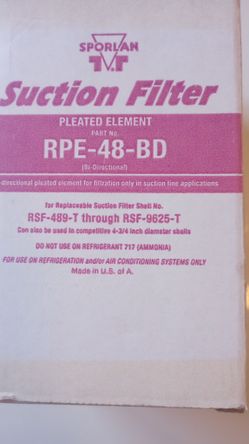 SPORLAN
Suction Filter
PLEATED ELEMENT
PART No.
RPE-48-BD
(Bi-Directional)
-directional pleated element for filtration only in suction line applications
for Replaceable Suction Filter Shell No.
RSF-489-T through RSF-9625-T
Can also be used in competitive 4-3/4 inch diameter shells
DO NOT USE ON REFRIGERANT 717 (AMMONIA)
FOR USE ON REFRIGERATION and/or AIR CONDITIONING SYSTEMS ONLY
Made in U.S. of A.